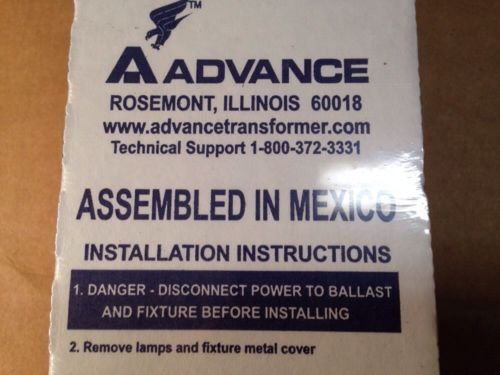 TM
A ADVANCE
ROSEMONT, ILLINOIS 60018
www.advancetransformer.com
Technical Support 1-800-372-3331
ASSEMBLED IN MEXICO
INSTALLATION INSTRUCTIONS
1. DANGER - DISCONNECT POWER TO BALLAST
AND FIXTURE BEFORE INSTALLING
2. Remove lamps and fixture metal cover